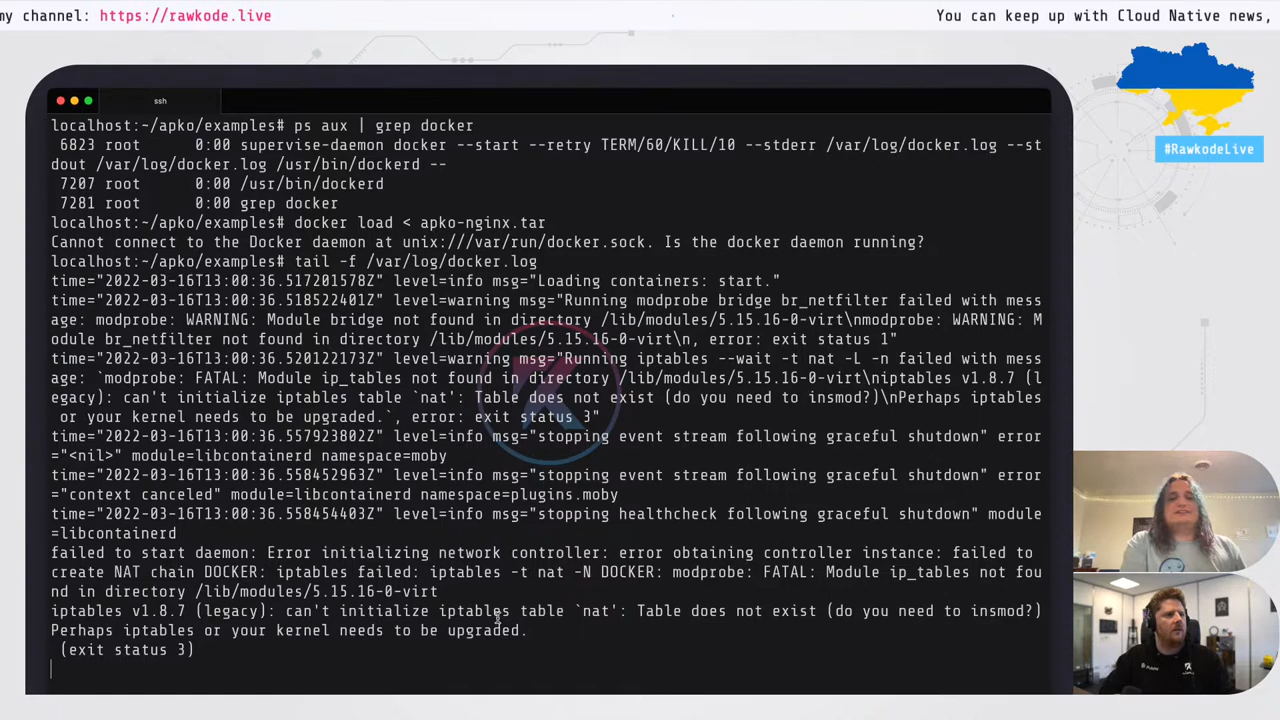 my channel: https://rawkode.live
You can keep up with Cloud Native news,
#RawkodeLive
ssh
localhost:~/apko/examples# ps aux | grep docker
6823 root 0:00 supervise-daemon docker --start --retry TERM/60/KILL/10 --stderr /var/log/docker.log --st
dout /var/log/docker.log /usr/bin/dockerd --
7207 root 0:00 /usr/bin/dockerd
7281 root 0:00 grep docker
localhost:~/apko/examples# docker load < apko-nginx.tar
Cannot connect to the Docker daemon at unix:///var/run/docker.sock. Is the docker daemon running?
localhost:~/apko/examples# tail -f /var/log/docker.log
time="2022-03-16T13:00:36.517201578Z" level=info msg="Loading containers: start."
time="2022-03-16T13:00:36.518522401Z" level=warning msg="Running modprobe bridge br_netfilter failed with mess
age: modprobe: WARNING: Module bridge not found in directory /lib/modules/5.15.16-0-virt\nmodprobe: WARNING: M
odule br_netfilter not found in directory /lib/modules/5.15.16-0-virt\n, error: exit status 1"
time="2022-03-16T13:00:36.520122173Z" level=warning msg="Running iptables --wait -t nat -L -n failed with mess
age: `modprobe: FATAL: Module ip_tables not found in directory /lib/modules/5.15.16-0-virt\niptables v1.8.7 (l
egacy): can't initialize iptables table `nat': Table does not exist (do you need to insmod?)\nPerhaps iptables
or your kernel needs to be upgraded.`, error: exit status 3"
time="2022-03-16T13:00:36.557923802Z" level=info msg="stopping event stream following graceful shutdown" error
="<nil>" module=libcontainerd namespace=moby
time="2022-03-16T13:00:36.558452963Z" level=info msg="stopping event stream following graceful shutdown" error
="context canceled" module=libcontainerd namespace=plugins.moby
time="2022-03-16T13:00:36.558454403Z" level=info msg="stopping healthcheck following graceful shutdown" module
=libcontainerd
failed to start daemon: Error initializing network controller: error obtaining controller instance: failed to
create NAT chain DOCKER: iptables failed: iptables -t nat -N DOCKER: modprobe: FATAL: Module ip_tables not fou
nd in directory /lib/modules/5.15.16-0-virt
iptables v1.8.7 (legacy): can't initialize iptables table `nat': Table does not exist (do you need to insmod?)
Perhaps iptables or your kernel needs to be upgraded.
(exit status 3)